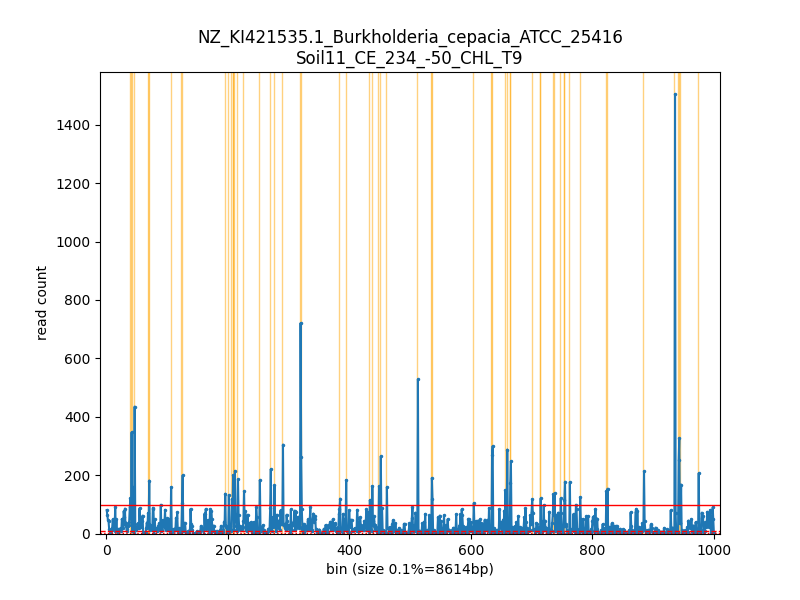 NZ_KI421535.1_Burkholderia_cepacia_ATCC_25416
Soil11_CE_234_-50_CHL_T9
1400
1200
1000
800
600
400
200
0
read count
0 200 400 600 800 1000
bin (size 0.1%=8614bp)